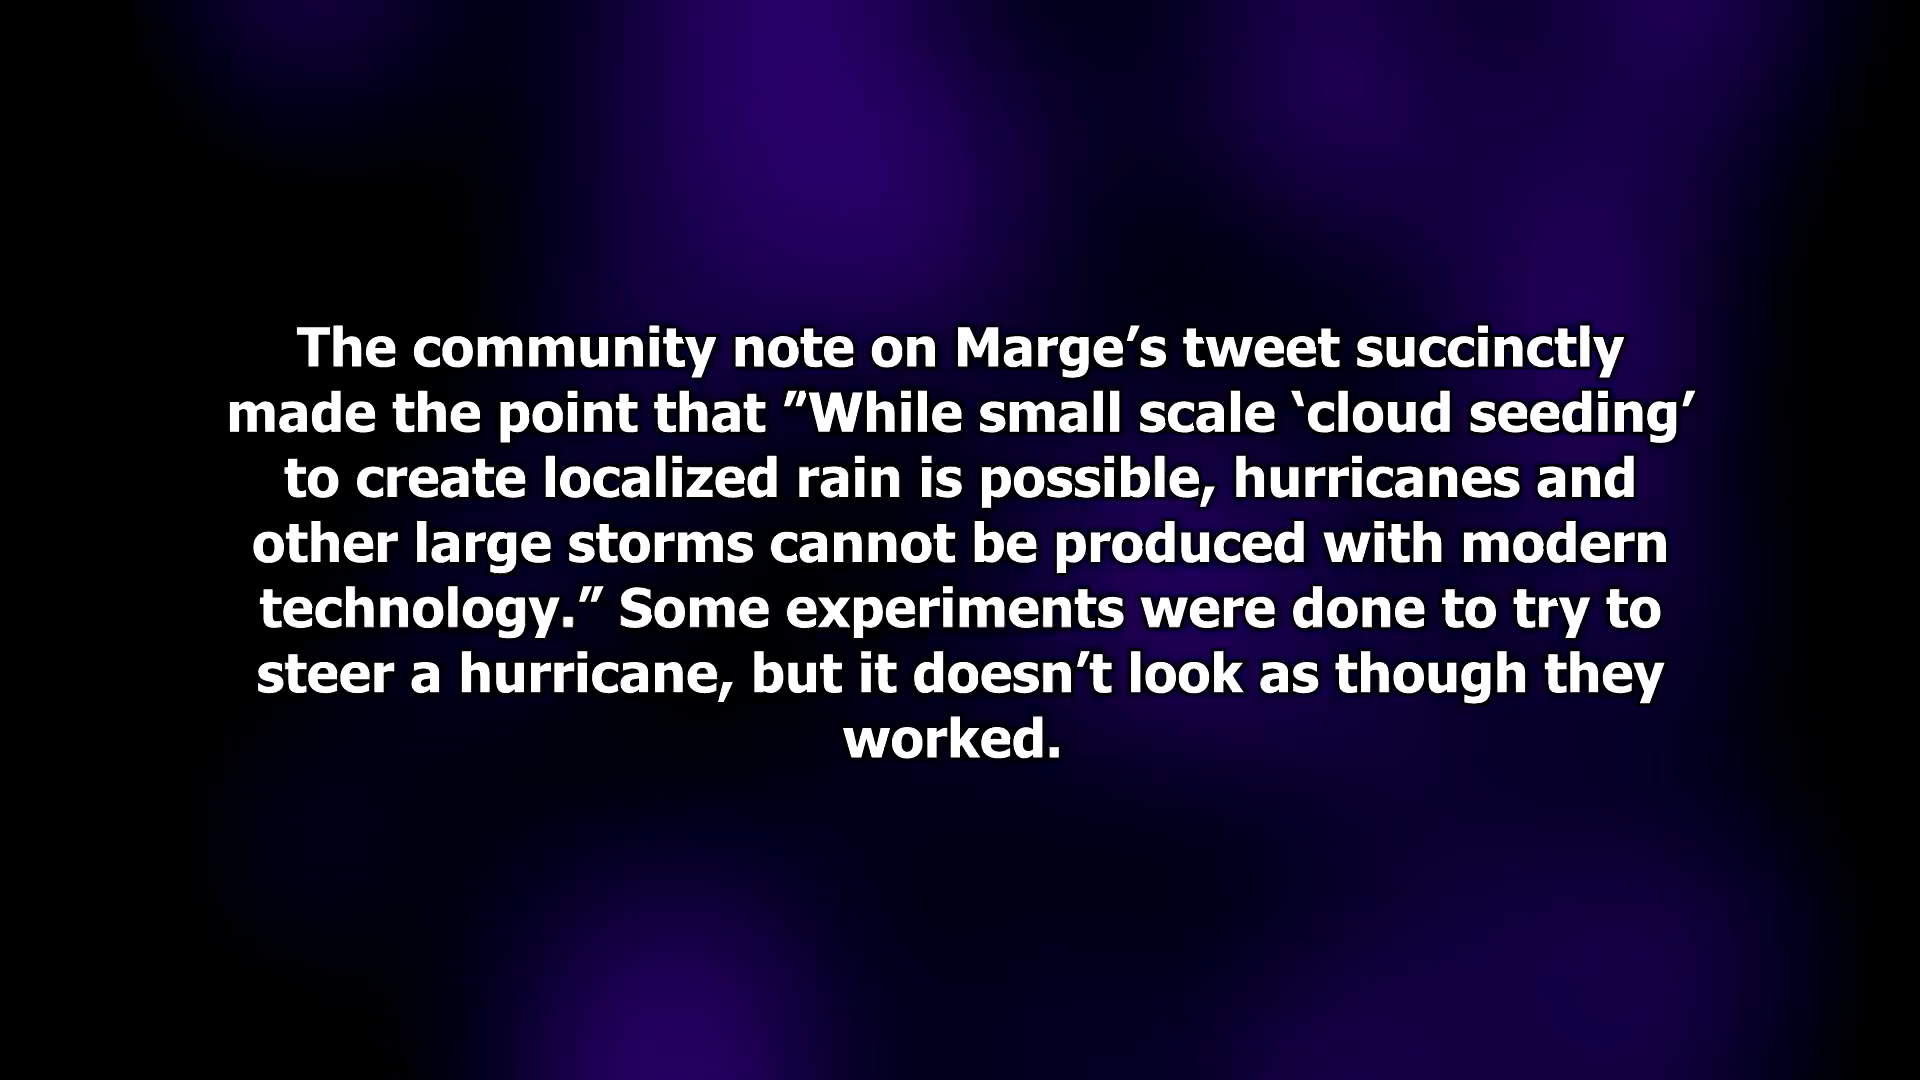 The community note on Marge’s tweet succinctly
made the point that ”While small scale ‘cloud seeding’
to create localized rain is possible, hurricanes and
other large storms cannot be produced with modern
technology.” Some experiments were done to try to
steer a hurricane, but it doesn’t look as though they
worked.